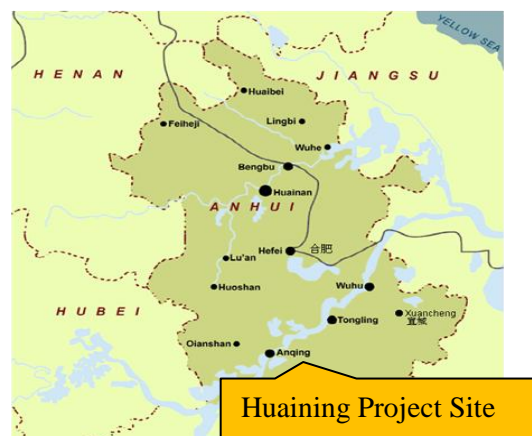 YELLOW SEA
HENAN
JIANGSU
Huaibei
Lingbi
Feiheji
Wuhe
Bengbu
Huainan
ANHUI
Hefei 合肥
Lu'an
Huoshan
Wuhu
HUBEI
Xuancheng
宣城
Tongling
Oianshan
Anqing
Huaining Project Site